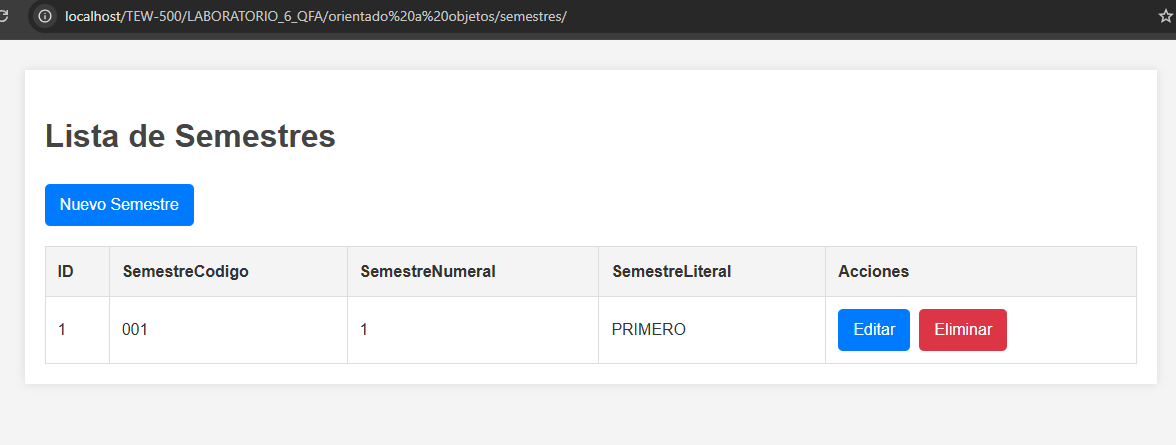 localhost/TEW-500/LABORATORIO_6_QFA/orientado%20a%20objetos/semestres/
Lista de Semestres
Nuevo Semestre
ID SemestreCodigo SemestreNumeral SemestreLiteral Acciones
1 001 1 PRIMERO Editar Eliminar